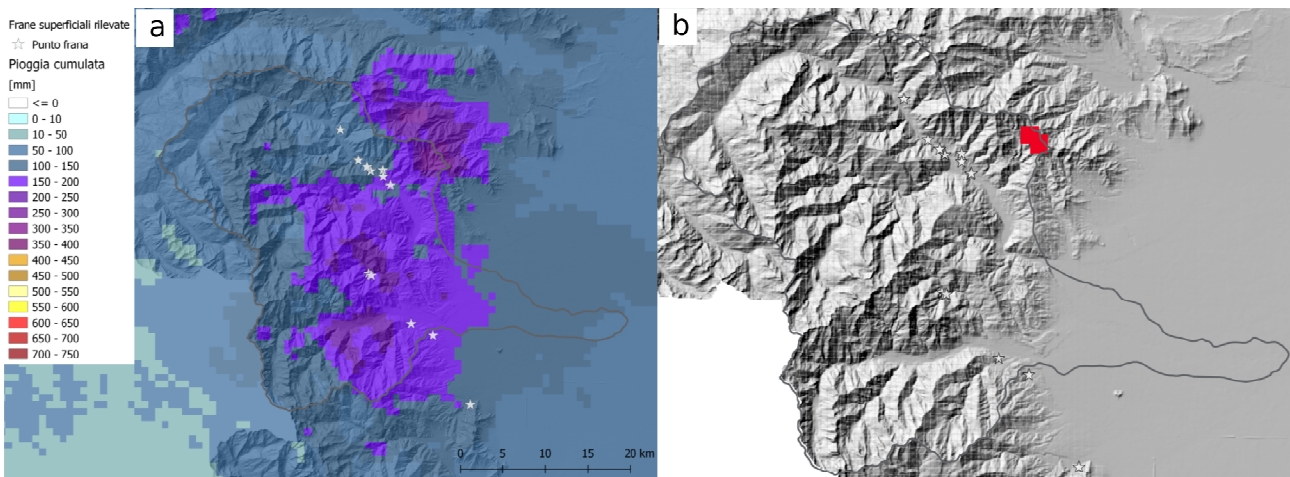 Frane superficiali rilevate
Punto frana
Pioggia cumulata
[mm]
<= 0
0 - 10
10 - 50
50 - 100
100 - 150
150 - 200
200 - 250
250 - 300
300 - 350
350 - 400
400 - 450
450 - 500
500 - 550
550 - 600
600 - 650
650 - 700
700 - 750
a
0 5 10 15 20 km
b